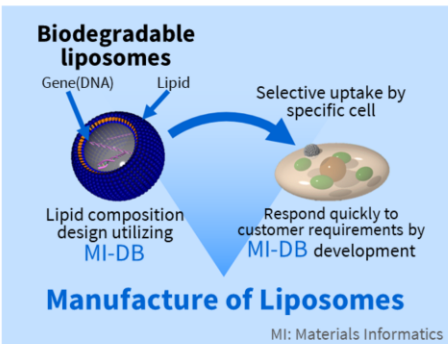 Biodegradable
liposomes
Gene(DNA)
Lipid
Selective uptake by
specific cell
Lipid composition
design utilizing
MI-DB
Respond quickly to
customer requirements by
MI-DB development
Manufacture of Liposomes
MI: Materials Informatics